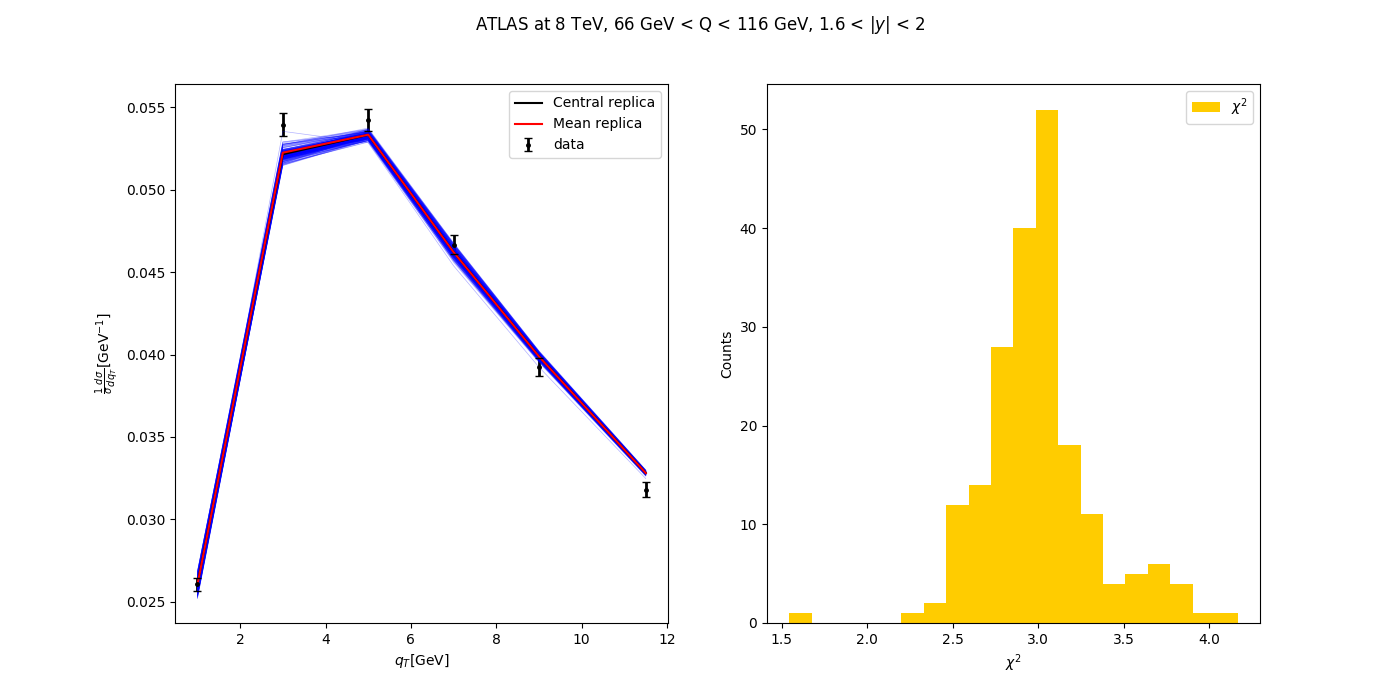 ATLAS at 8 TeV, 66 GeV < Q < 116 GeV, 1.6 < |y| < 2
Central replica
Mean replica
data
0.055
0.050
0.045
0.040
0.035
0.030
0.025
2
4
6
8
10
12
1/σ dσ/dq_T [GeV⁻¹]
q_T[GeV]
χ²
50
40
30
20
10
0
1.5
2.0
2.5
3.0
3.5
4.0
Counts
χ²